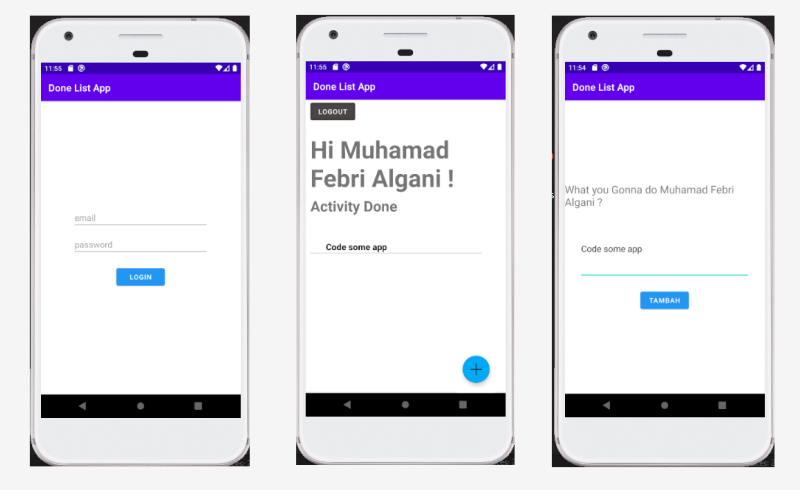 11:55
Done List App
email
password
LOGIN
11:55
Done List App
LOGOUT
Hi Muhamad
Febri Algani !
Activity Done
Code some app
11:54
Done List App
What you Gonna do Muhamad Febri
Algani ?
Code some app
TAMBAH